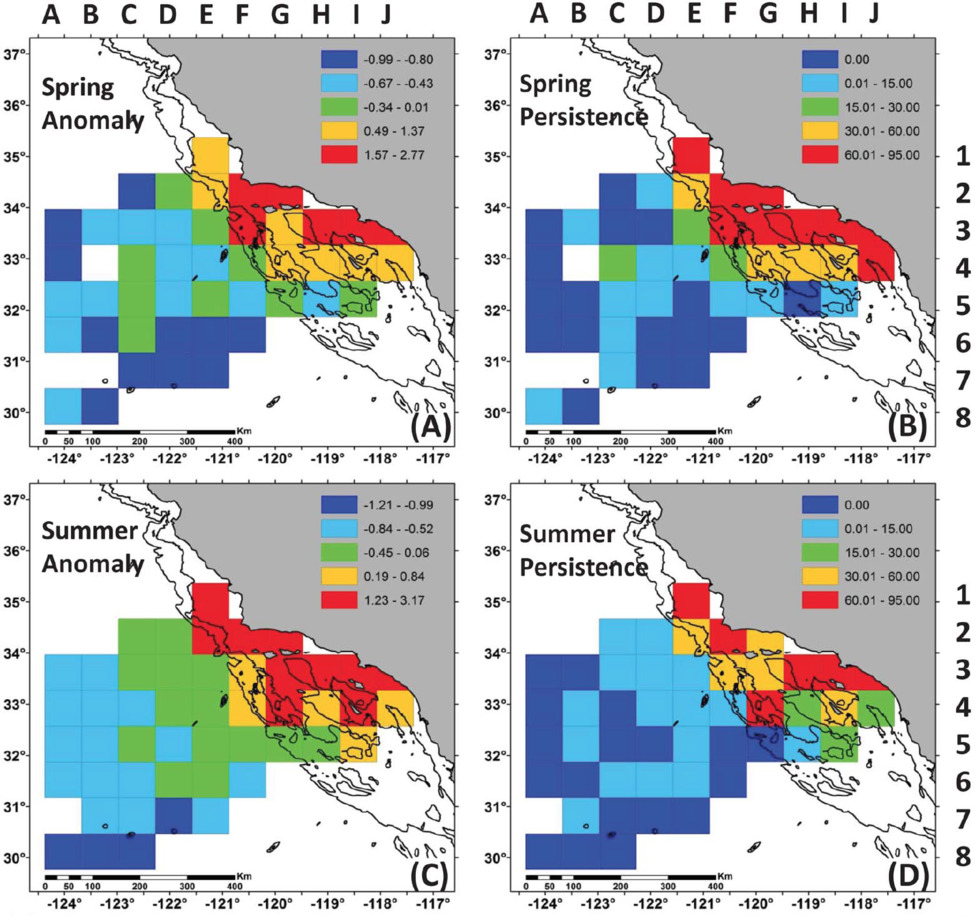 A B C D E F G H I J
A B C D E F G H I J
37°
36°
35°
34°
33°
32°
31°
30°
Spring
Anomaly
-0.99 - -0.80
-0.67 - -0.43
-0.34 - 0.01
0.49 - 1.37
1.57 - 2.77
(A)
0 50 100 200 300 400 Km
-124° -123° -122° -121° -120° -119° -118° -117°
37°
36°
35°
34°
33°
32°
31°
30°
Spring
Persistence
0.00
0.01 - 15.00
15.01 - 30.00
30.01 - 60.00
60.01 - 95.00
(B)
0 50 100 200 300 400 Km
-124° -123° -122° -121° -120° -119° -118° -117°
1
2
3
4
5
6
7
8
37°
36°
35°
34°
33°
32°
31°
30°
Summer
Anomaly
-1.21 - -0.99
-0.84 - -0.52
-0.45 - 0.06
0.19 - 0.84
1.23 - 3.17
(C)
0 50 100 200 300 400 Km
-124° -123° -122° -121° -120° -119° -118° -117°
37°
36°
35°
34°
33°
32°
31°
30°
Summer
Persistence
0.00
0.01 - 15.00
15.01 - 30.00
30.01 - 60.00
60.01 - 95.00
(D)
0 50 100 200 300 400 Km
-124° -123° -122° -121° -120° -119° -118° -117°
1
2
3
4
5
6
7
8